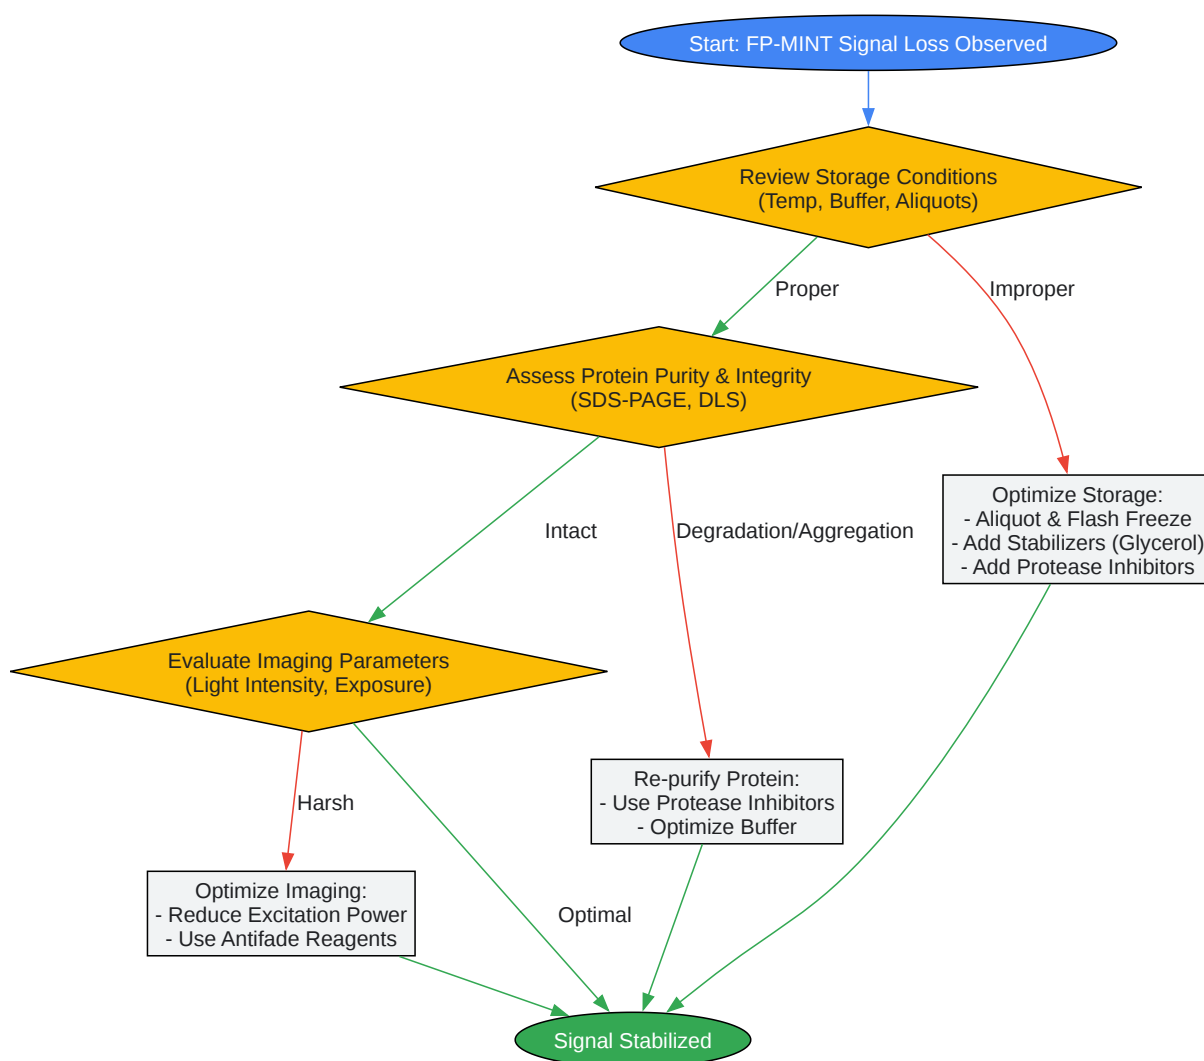 Start: FP-MINT Signal Loss Observed
Review Storage Conditions
(Temp, Buffer, Aliquots)
Proper
Improper
Assess Protein Purity & Integrity
(SDS-PAGE, DLS)
Intact
Degradation/Aggregation
Optimize Storage:
- Aliquot & Flash Freeze
- Add Stabilizers (Glycerol)
- Add Protease Inhibitors
Evaluate Imaging Parameters
(Light Intensity, Exposure)
Harsh
Re-purify Protein:
- Use Protease Inhibitors
- Optimize Buffer
Optimize Imaging:
- Reduce Excitation Power
- Use Antifade Reagents
Optimal
Signal Stabilized